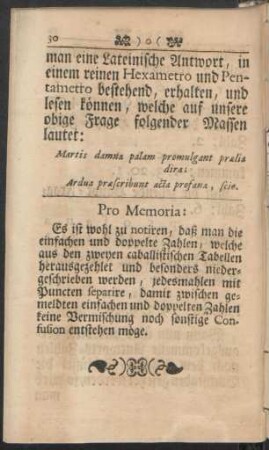 30 ) o (
man eine Lateinische Antwort, in
einem reinen Hexametro und Pen-
tametro bestehend, erhalten, und
lesen können, welche auf unsere
obige Frage folgender Massen
lautet:
Martis damna palam promulgant prælia
dira:
Ardua præscribunt acta profana, scio.
Pro Memoria:
Es ist wohl zu notiren, daß man die
einfachen und doppelte Zahlen, welche
aus den zweyen caballistischen Tabellen
herausgezehlet und besonders nieder-
geschrieben werden, jedesmahlen mit
Puncten separire, damit zwischen ge-
meldten einfachen und doppelten Zahlen
keine Vermischung noch sonstige Con-
fusion entstehen möge.